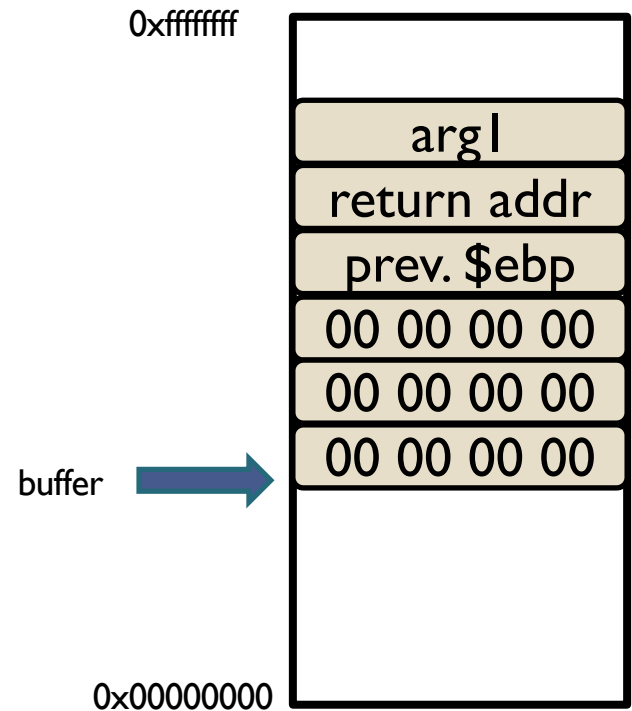 0xffffffff
arg1
return addr
prev. $ebp
00 00 00 00
00 00 00 00
00 00 00 00
buffer
0x00000000